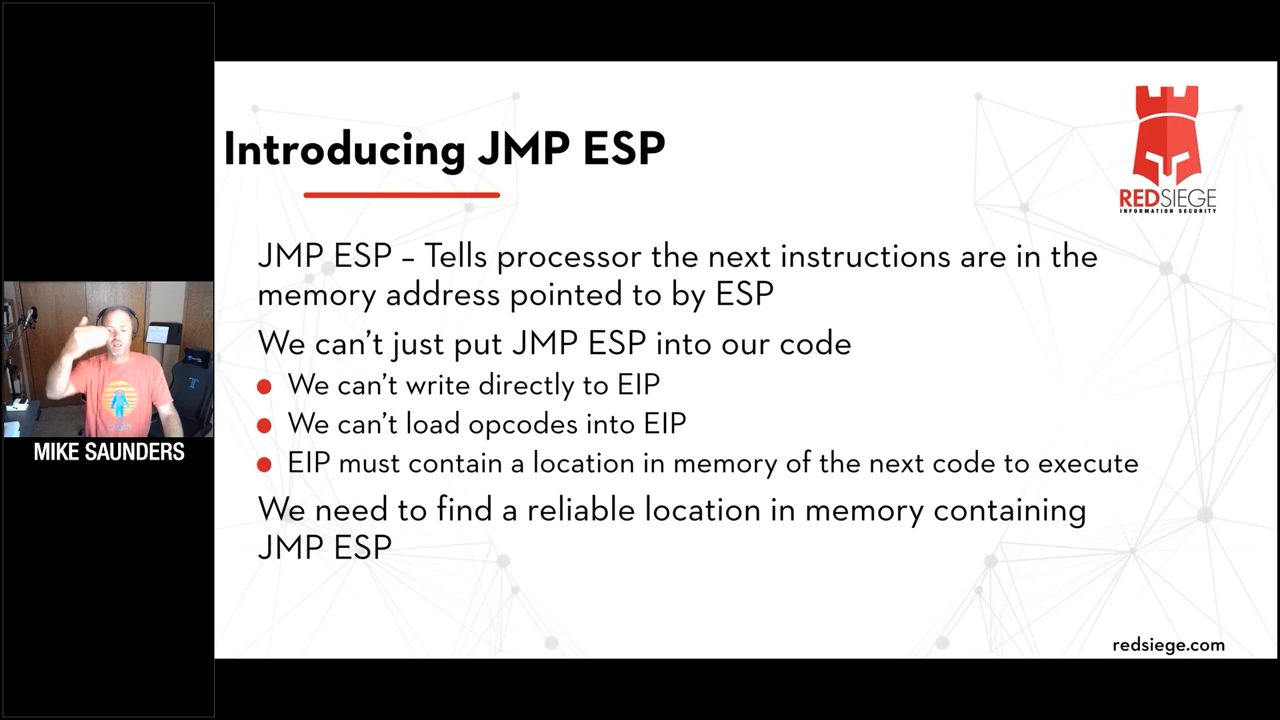 Introducing JMP ESP
REDSIEGE
INFORMATION SECURITY
JMP ESP – Tells processor the next instructions are in the
memory address pointed to by ESP
We can't just put JMP ESP into our code
We can't write directly to EIP
We can't load opcodes into EIP
EIP must contain a location in memory of the next code to execute
We need to find a reliable location in memory containing
JMP ESP
MIKE SAUNDERS
redsiege.com